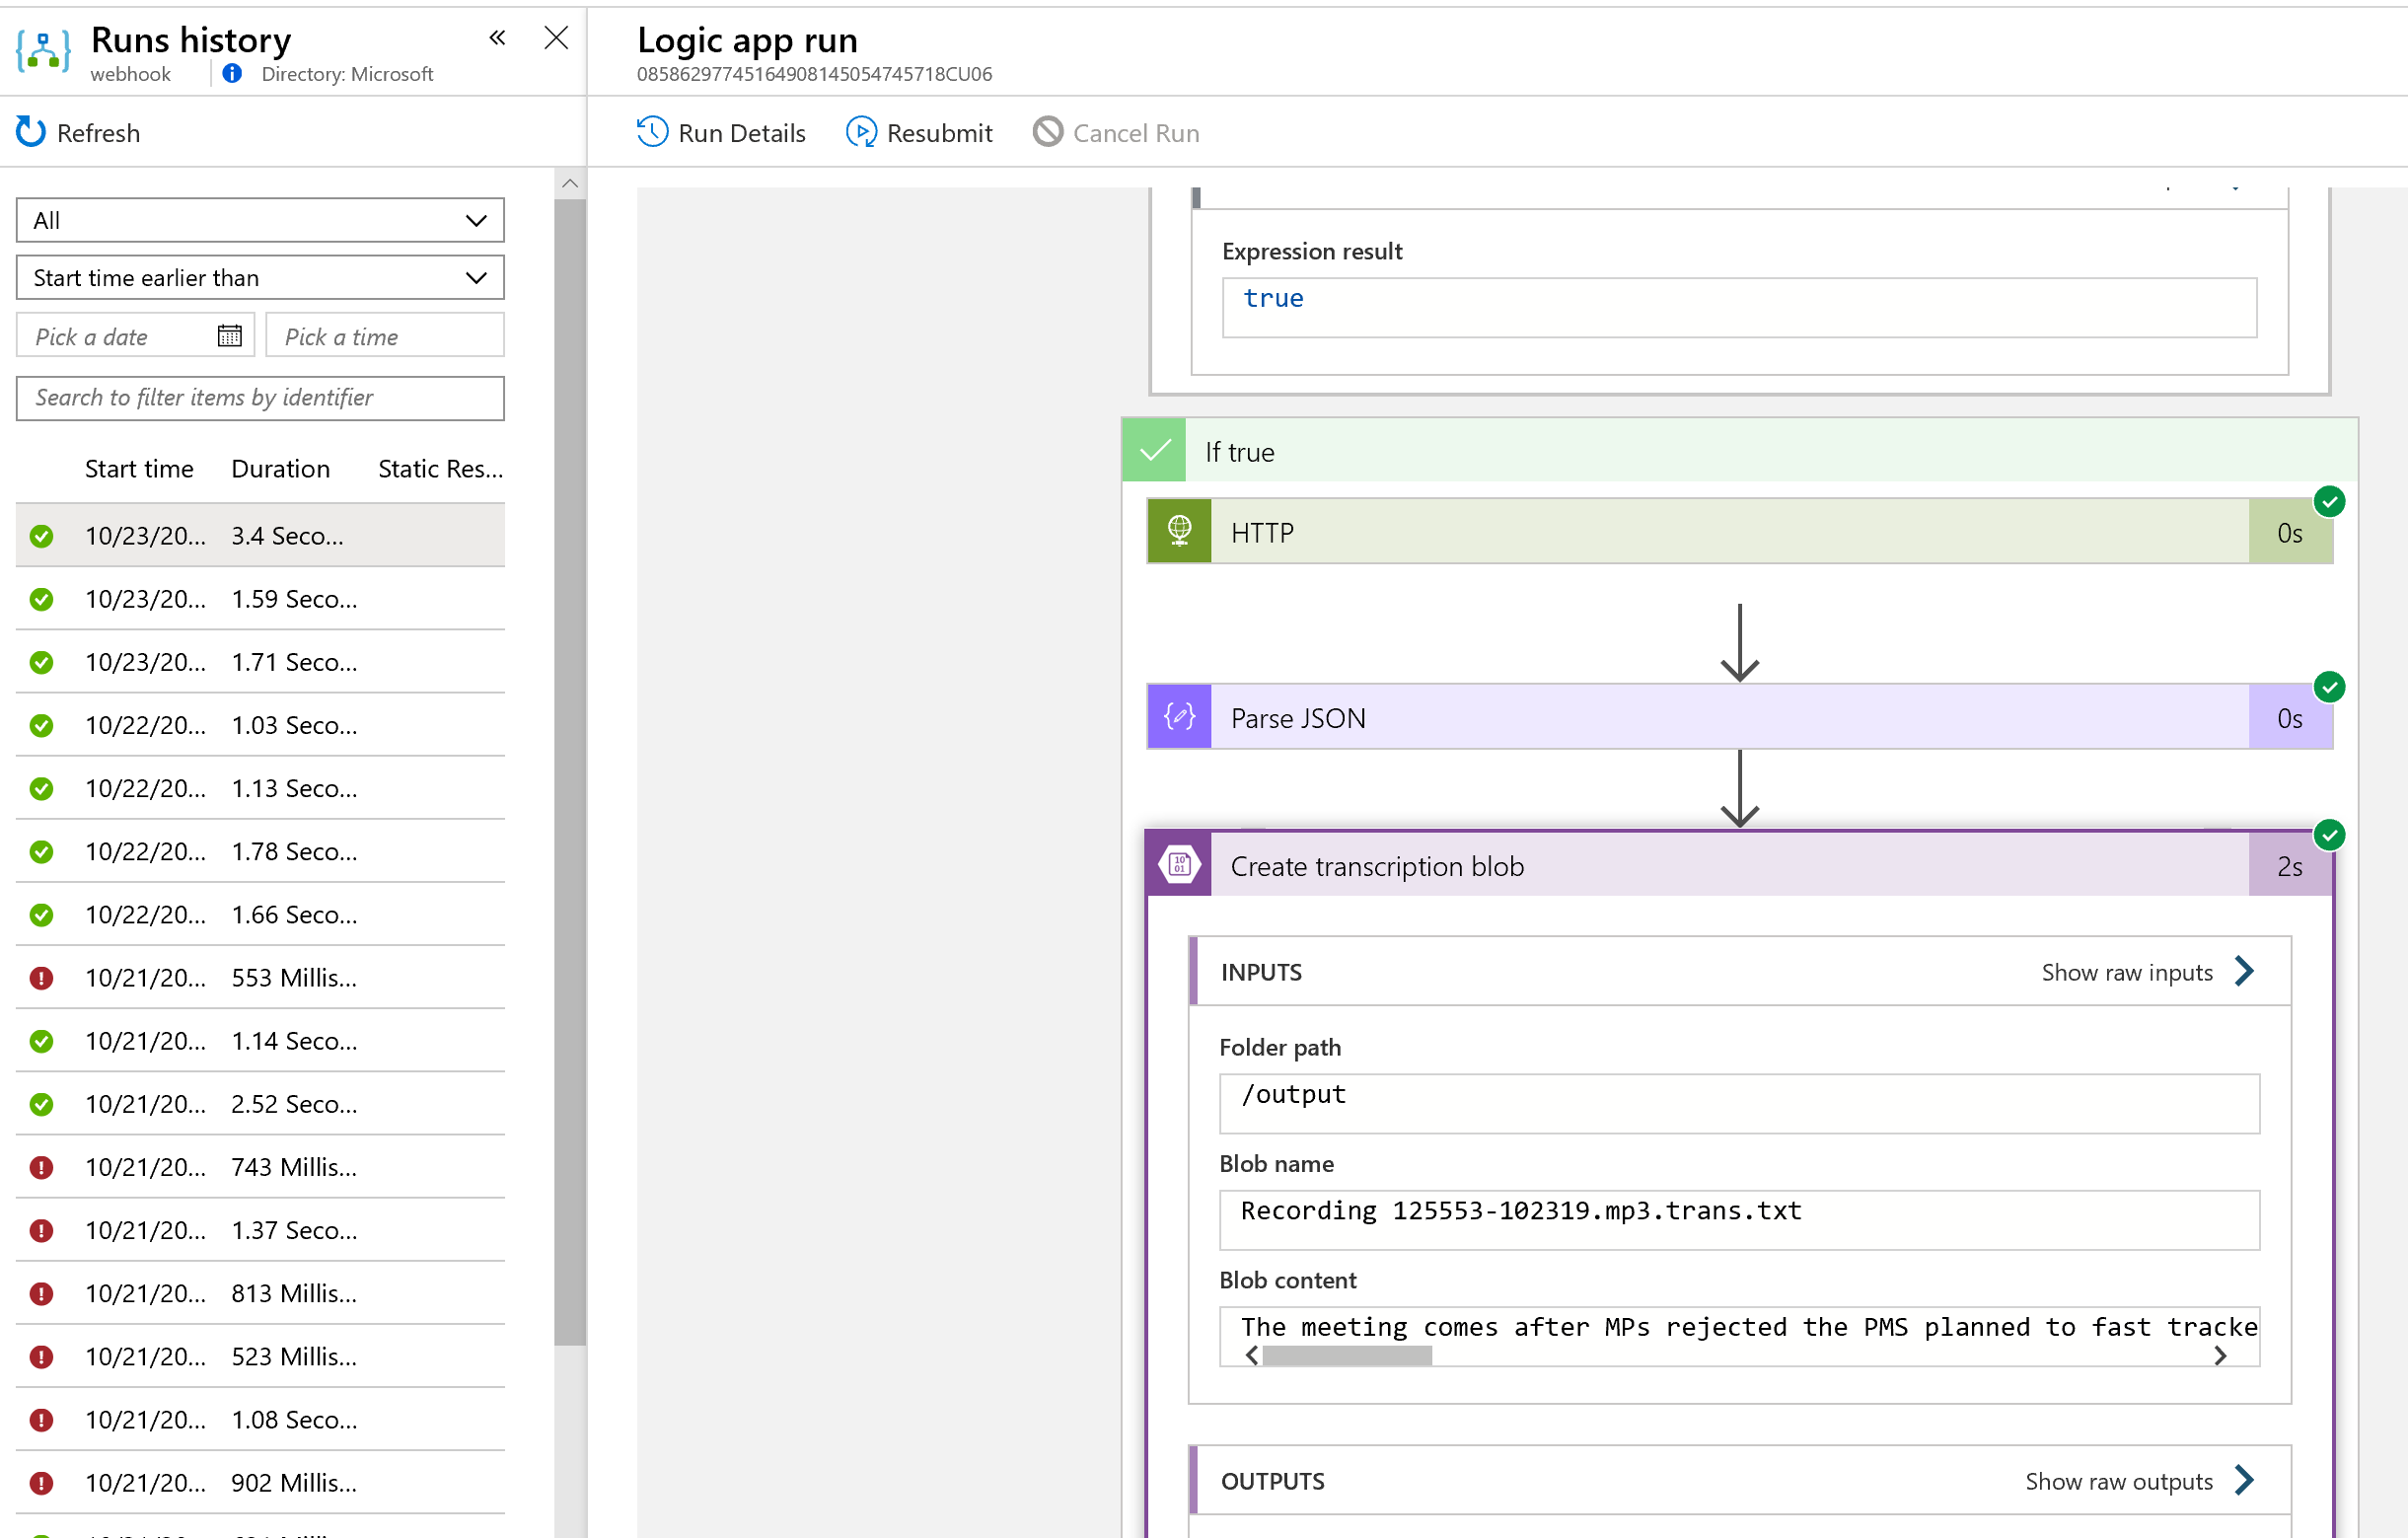 Runs history
webhook
Directory: Microsoft
Refresh
All
Start time earlier than
Pick a date
Pick a time
Search to filter items by identifier
Start time Duration Static Res...
10/23/20... 3.4 Seco...
10/23/20... 1.59 Seco...
10/23/20... 1.71 Seco...
10/22/20... 1.03 Seco...
10/22/20... 1.13 Seco...
10/22/20... 1.78 Seco...
10/22/20... 1.66 Seco...
10/21/20... 553 Millis...
10/21/20... 1.14 Seco...
10/21/20... 2.52 Seco...
10/21/20... 743 Millis...
10/21/20... 1.37 Seco...
10/21/20... 813 Millis...
10/21/20... 523 Millis...
10/21/20... 1.08 Seco...
10/21/20... 902 Millis...
Logic app run
08586297745164908145054745718CU06
Run Details Resubmit Cancel Run
Expression result
true
If true
HTTP 0s
Parse JSON 0s
Create transcription blob 2s
INPUTS Show raw inputs
Folder path
/output
Blob name
Recording 125553-102319.mp3.trans.txt
Blob content
The meeting comes after MPs rejected the PMS planned to fast tracke
OUTPUTS Show raw outputs